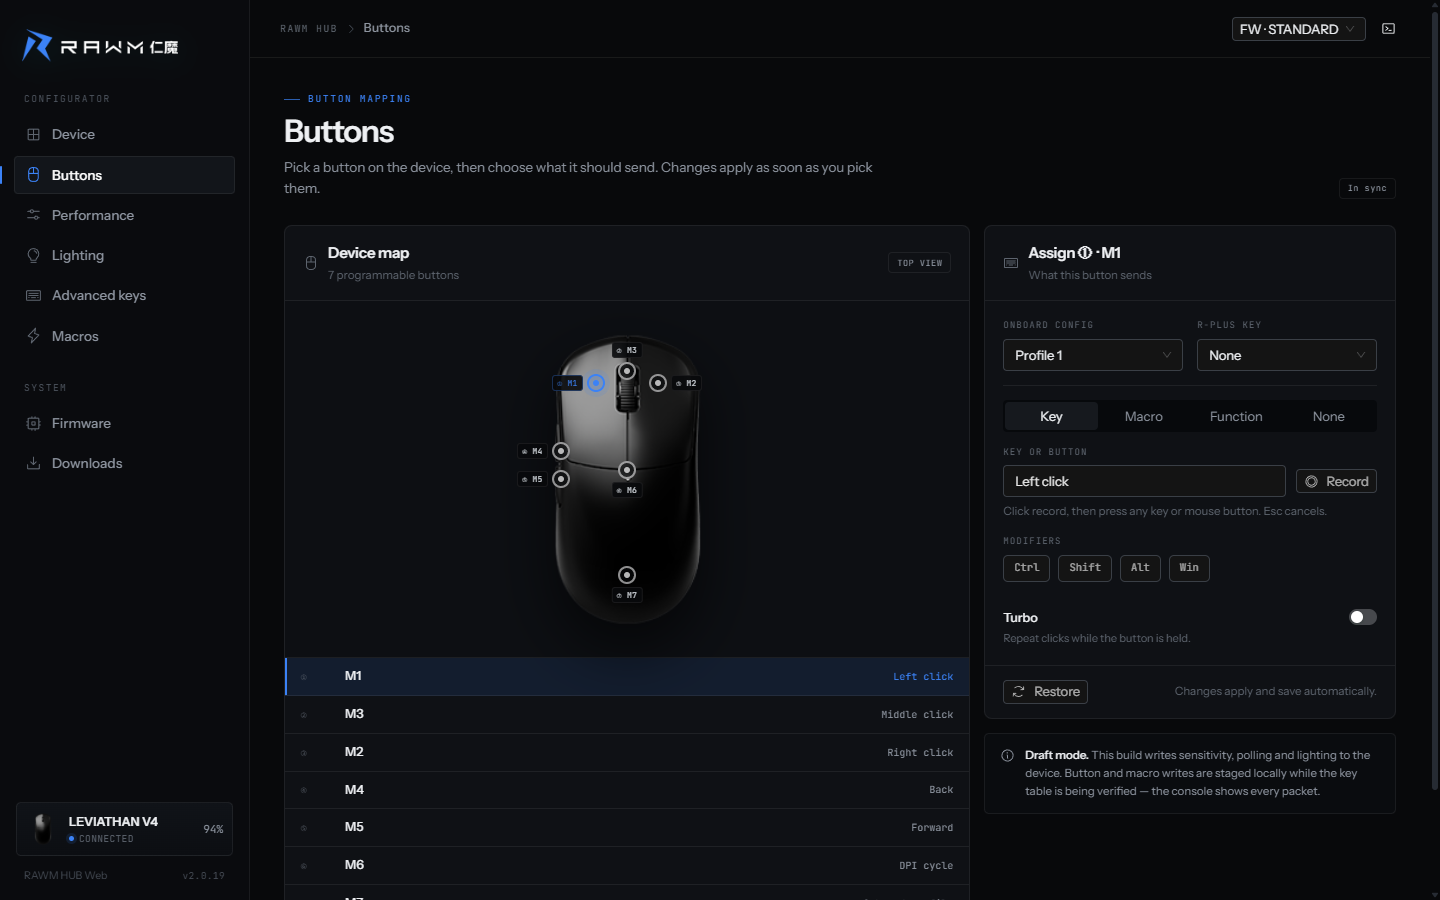 RAWM 仁魔
CONFIGURATOR
Device
Buttons
Performance
Lighting
Advanced keys
Macros
SYSTEM
Firmware
Downloads
LEVIATHAN V4
CONNECTED
94%
RAWM HUB Web
v2.0.19
RAWM HUB
Buttons
FW · STANDARD
BUTTON MAPPING
Buttons
Pick a button on the device, then choose what it should send. Changes apply as soon as you pick
them.
In sync
Device map
7 programmable buttons
TOP VIEW
M3
M1
M2
M4
M5
M6
M7
M1
Left click
M3
Middle click
M2
Right click
M4
Back
M5
Forward
M6
DPI cycle
Assign ① · M1
What this button sends
ONBOARD CONFIG
R-PLUS KEY
Profile 1
None
Key
Macro
Function
None
KEY OR BUTTON
Left click
Record
Click record, then press any key or mouse button. Esc cancels.
MODIFIERS
Ctrl
Shift
Alt
Win
Turbo
Repeat clicks while the button is held.
Restore
Changes apply and save automatically.
Draft mode. This build writes sensitivity, polling and lighting to the
device. Button and macro writes are staged locally while the key
table is being verified — the console shows every packet.